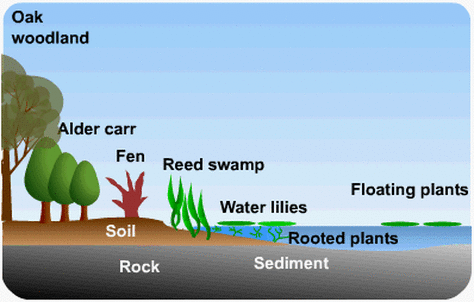 Oak
woodland
Alder carr
Fen
Reed swamp
Water lilies
Floating plants
Soil
Rooted plants
Rock
Sediment